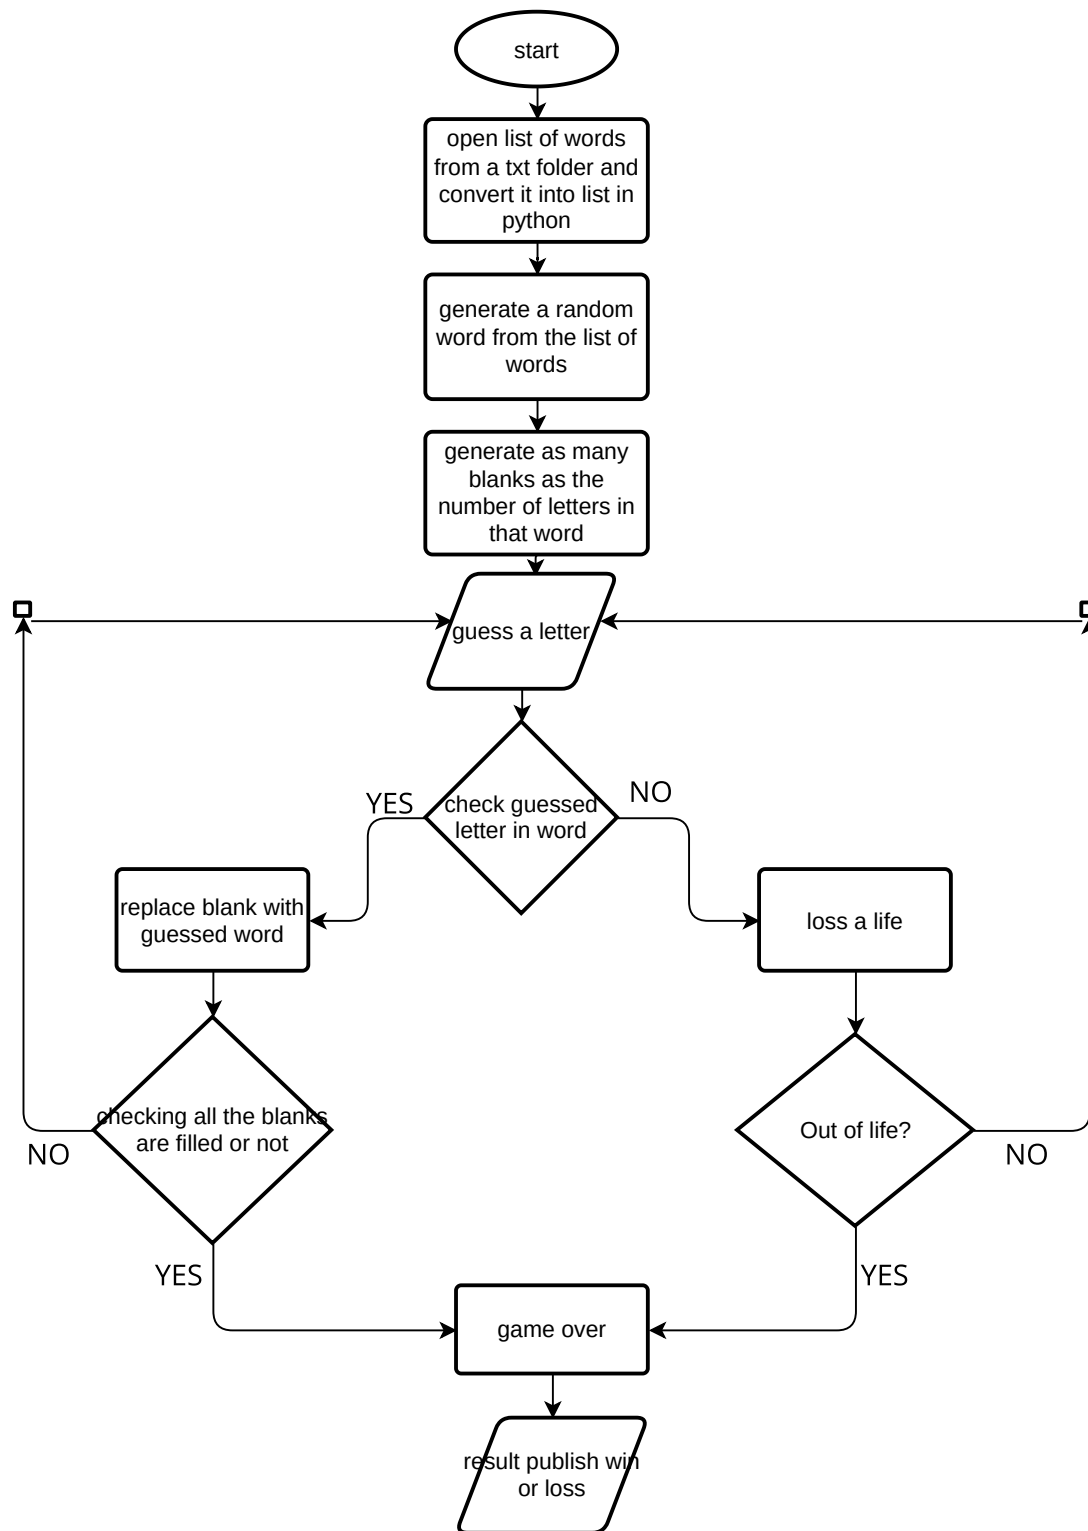 start
open list of words
from a txt folder and
convert it into list in
python
generate a random
word from the list of
words
generate as many
blanks as the
number of letters in
that word
guess a letter
YES
check guessed
letter in word
NO
replace blank with
guessed word
loss a life
checking all the blanks
are filled or not
NO
Out of life?
NO
YES
YES
game over
result publish win
or loss